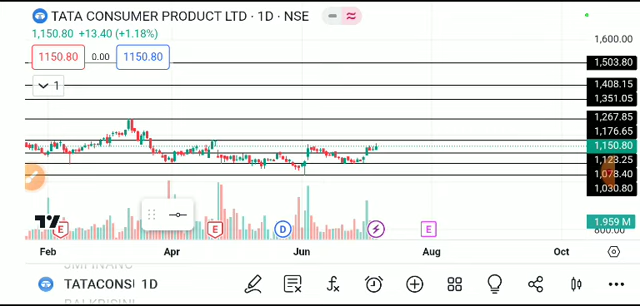 TATA CONSUMER PRODUCT LTD · 1D · NSE
1,150.80 +13.40 (+1.18%)
1150.80 0.00 1150.80
1
1,600.00
1,503.80
1,408.15
1,351.05
1,267.85
1,176.65
1,150.80
1,123.25
1,078.40
1,030.80
1.959 M
E E D E
Feb Apr Jun Aug Oct
TATACONSU 1D